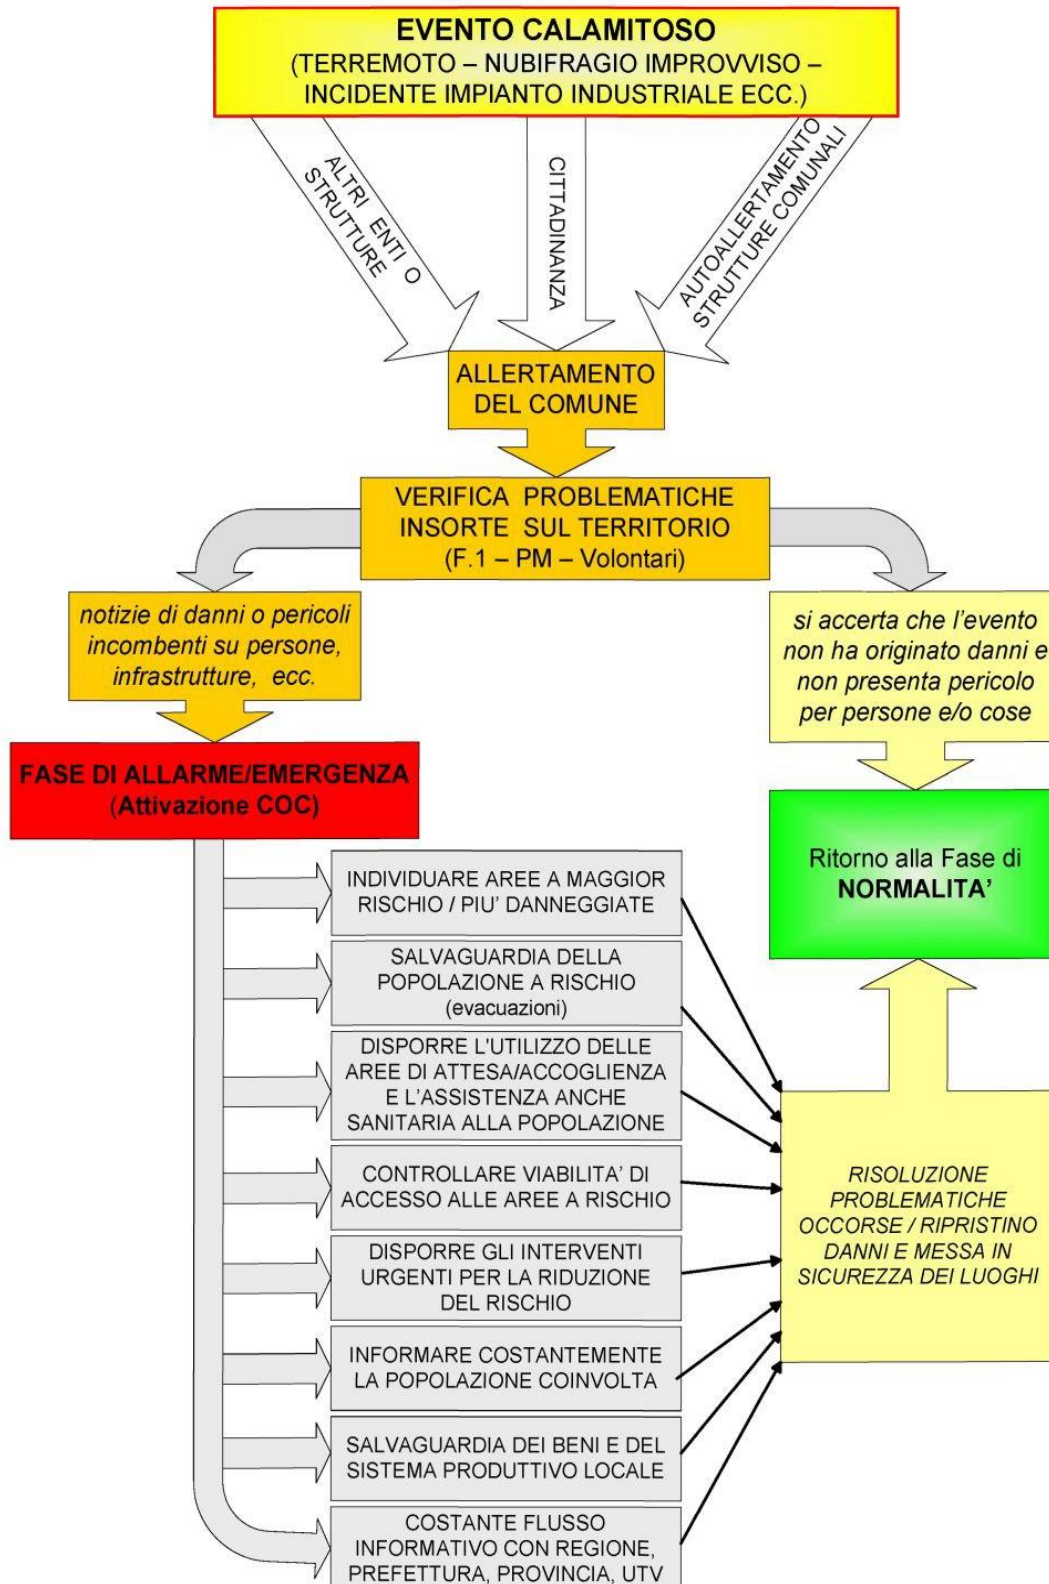 EVENTO CALAMITOSO
(TERREMOTO – NUBIFRAGIO IMPROVVISO –
INCIDENTE IMPIANTO INDUSTRIALE ECC.)
ALTRI ENTI O
STRUTTURE
CITTADINANZA
AUTOALLERTAMENTO
STRUTTURE COMUNALI
ALLERTAMENTO
DEL COMUNE
VERIFICA PROBLEMATICHE
INSORTE SUL TERRITORIO
(F.1 – PM – Volontari)
notizie di danni o pericoli
incombenti su persone,
infrastrutture, ecc.
si accerta che l'evento
non ha originato danni e
non presenta pericolo
per persone e/o cose
FASE DI ALLARME/EMERGENZA
(Attivazione COC)
Ritorno alla Fase di
NORMALITA'
INDIVIDUARE AREE A MAGGIOR
RISCHIO / PIU' DANNEGGIATE
SALVAGUARDIA DELLA
POPOLAZIONE A RISCHIO
(evacuazioni)
DISPORRE L'UTILIZZO DELLE
AREE DI ATTESA/ACCOGLIENZA
E L'ASSISTENZA ANCHE
SANITARIA ALLA POPOLAZIONE
CONTROLLARE VIABILITA' DI
ACCESSO ALLE AREE A RISCHIO
DISPORRE GLI INTERVENTI
URGENTI PER LA RIDUZIONE
DEL RISCHIO
INFORMARE COSTANTEMENTE
LA POPOLAZIONE COINVOLTA
SALVAGUARDIA DEI BENI E DEL
SISTEMA PRODUTTIVO LOCALE
COSTANTE FLUSSO
INFORMATIVO CON REGIONE,
PREFETTURA, PROVINCIA, UTV
RISOLUZIONE
PROBLEMATICHE
OCCORSE / RIPRISTINO
DANNI E MESSA IN
SICUREZZA DEI LUOGHI